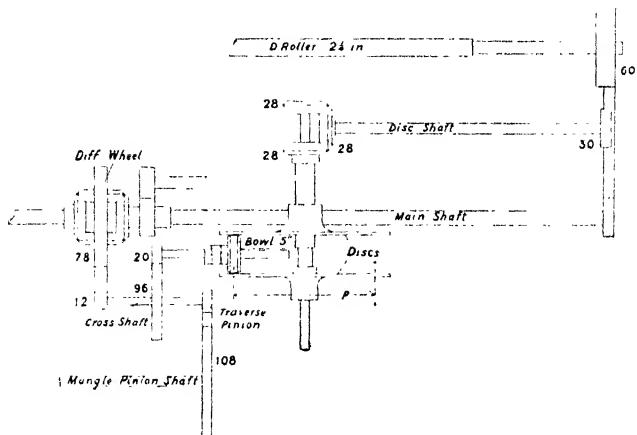 D Roller 2¼ in
60
28
Disc Shaft
28
28
30
Diff Wheel
Main Shaft
Bowl 5"
Discs
78
20
96
12
P
Cross Shaft
Traverse
Pinion
108
Mungle Pinion Shaft